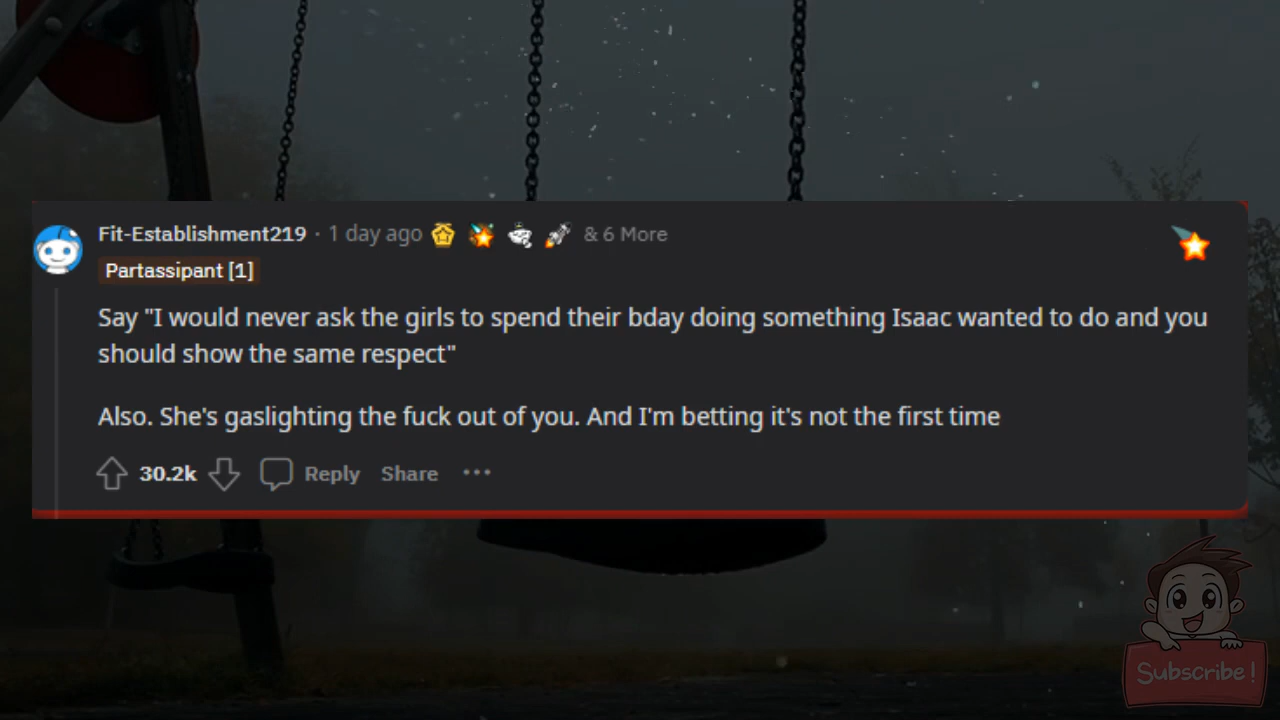 Fit-Establishment219 · 1 day ago & 6 More
Partassipant [1]
Say "I would never ask the girls to spend their bday doing something Isaac wanted to do and you
should show the same respect"
Also. She's gaslighting the fuck out of you. And I'm betting it's not the first time
30.2k Reply Share ...
Subscribe!